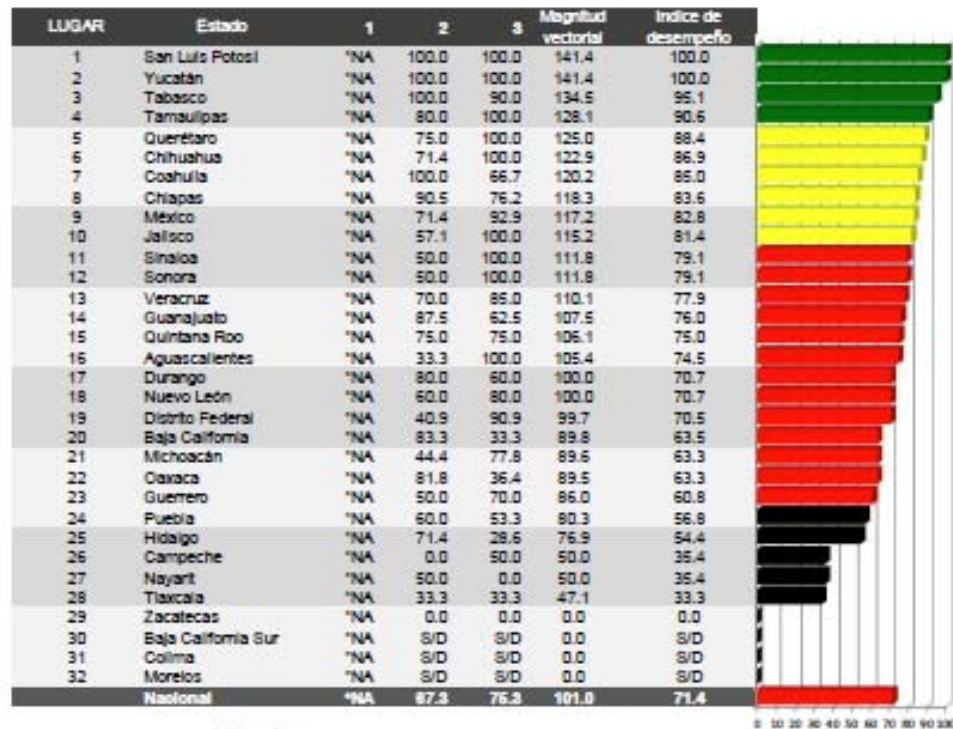 LUGAR Estado 1 2 3 Magnitud vectorial Indice de desempeño
1 San Luis Potosí *NA 100.0 100.0 141.4 100.0
2 Yucatán *NA 100.0 100.0 141.4 100.0
3 Tabasco *NA 100.0 90.0 134.5 95.1
4 Tamaulipas *NA 80.0 100.0 128.1 90.6
5 Querétaro *NA 75.0 100.0 125.0 88.4
6 Chihuahua *NA 71.4 100.0 122.9 86.9
7 Coahuila *NA 100.0 66.7 120.2 85.0
8 Chiapas *NA 90.5 76.2 118.3 83.6
9 México *NA 71.4 92.9 117.2 82.8
10 Jalisco *NA 57.1 100.0 115.2 81.4
11 Sinaloa *NA 50.0 100.0 111.8 79.1
12 Sonora *NA 50.0 100.0 111.8 79.1
13 Veracruz *NA 70.0 85.0 110.1 77.9
14 Guanajuato *NA 87.5 62.5 107.5 76.0
15 Quintana Roo *NA 75.0 75.0 106.1 75.0
16 Aguascalientes *NA 33.3 100.0 105.4 74.5
17 Durango *NA 80.0 60.0 100.0 70.7
18 Nuevo León *NA 60.0 80.0 100.0 70.7
19 Distrito Federal *NA 40.9 90.9 99.7 70.5
20 Baja California *NA 83.3 33.3 89.8 63.5
21 Michoacán *NA 44.4 77.8 89.6 63.3
22 Oaxaca *NA 81.8 36.4 89.5 63.3
23 Guerrero *NA 50.0 70.0 86.0 60.8
24 Puebla *NA 60.0 53.3 80.3 56.8
25 Hidalgo *NA 71.4 28.6 76.9 54.4
26 Campeche *NA 0.0 50.0 50.0 35.4
27 Nayarit *NA 50.0 0.0 50.0 35.4
28 Tlaxcala *NA 33.3 33.3 47.1 33.3
29 Zacatecas *NA 0.0 0.0 0.0 0.0
30 Baja California Sur *NA S/D S/D 0.0 S/D
31 Colima *NA S/D S/D 0.0 S/D
32 Morelos *NA S/D S/D 0.0 S/D
Nacional *NA 67.3 75.3 101.0 71.4
0 10 20 30 40 50 60 70 80 90 100